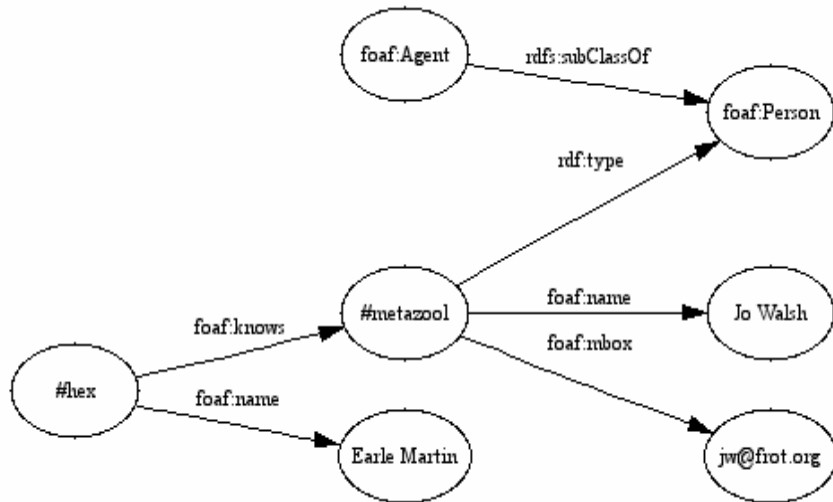 foaf:Agent
rdfs:subClassOf
foaf:Person
rdf:type
#metazool
foaf:name
Jo Walsh
foaf:knows
foaf:mbox
#hex
foaf:name
Earle Martin
jw@frot.org